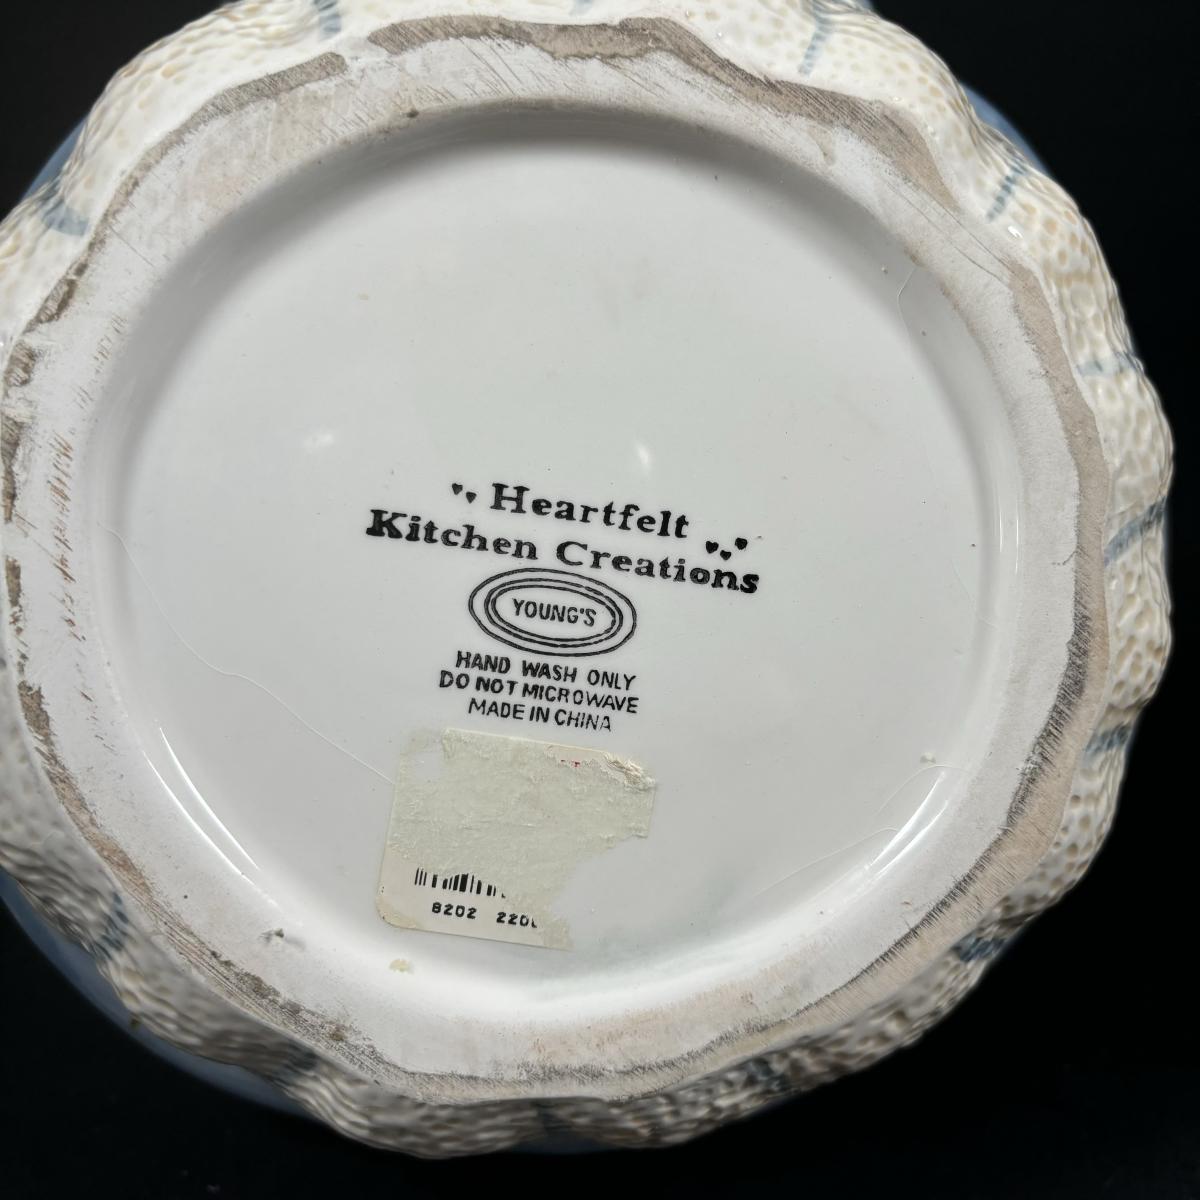 Heartfelt
Kitchen Creations
YOUNG'S
HAND WASH ONLY
DO NOT MICROWAVE
MADE IN CHINA
8202